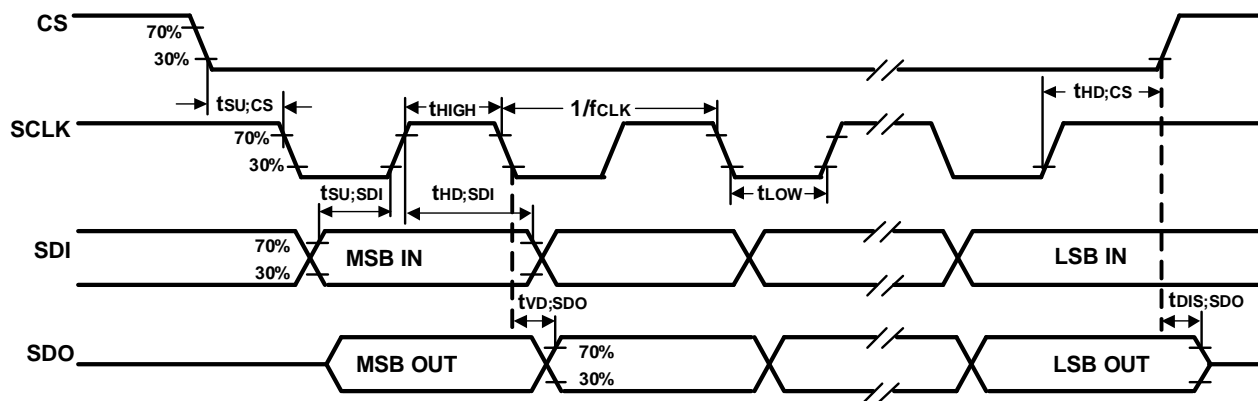 CS
70%
30%
tSU;CS
tHIGH
1/fCLK
tHD;CS
SCLK
70%
30%
tSU;SDI
tHD;SDI
tLOW
SDI
70%
30%
MSB IN
LSB IN
tVD;SDO
tDIS;SDO
SDO
MSB OUT
70%
30%
LSB OUT